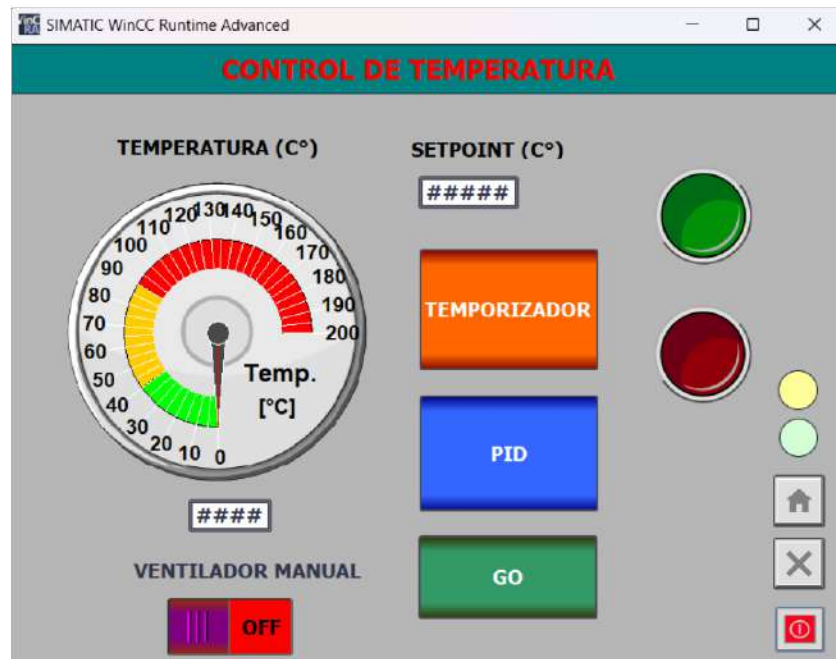 SIMATIC WinCC Runtime Advanced
CONTROL DE TEMPERATURA
TEMPERATURA (C°)
SETPOINT (C°)
#####
0
10
20
30
40
50
60
70
80
90
100
110
120
130
140
150
160
170
180
190
200
Temp.
[°C]
TEMPORIZADOR
PID
GO
####
VENTILADOR MANUAL
OFF